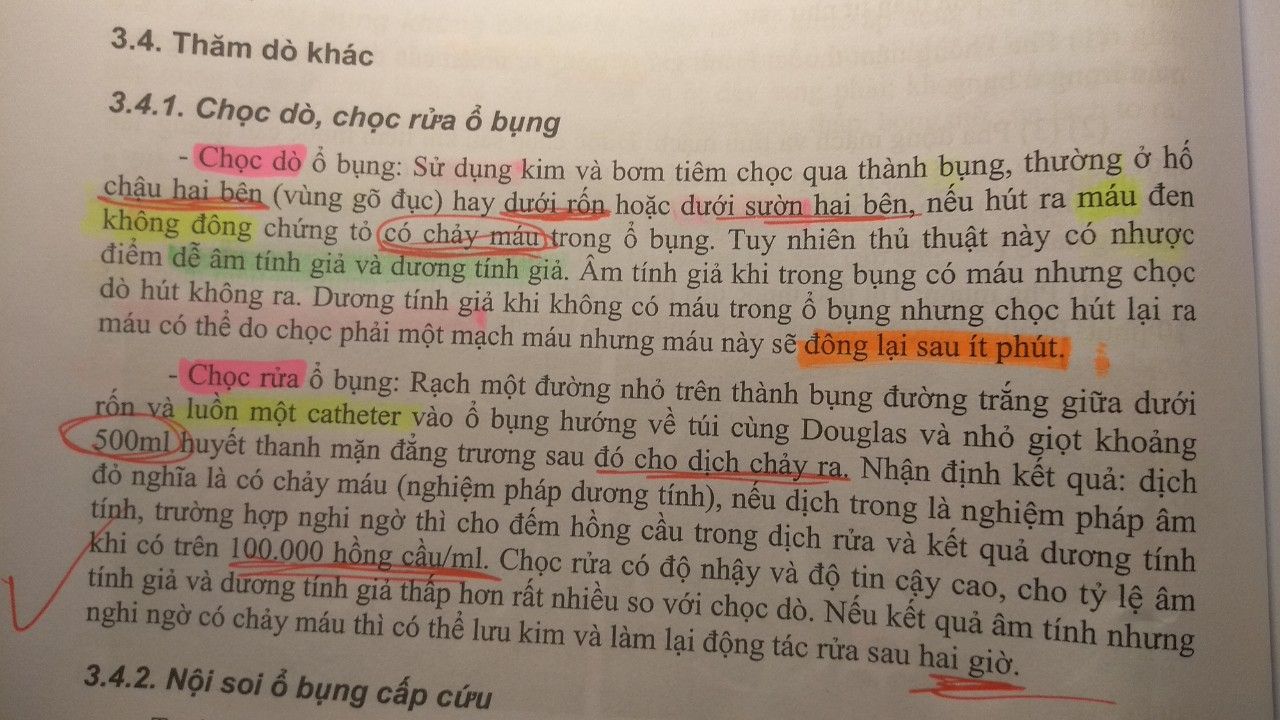 3.4. Thăm dò khác
3.4.1. Chọc dò, chọc rửa ổ bụng
- Chọc dò ổ bụng: Sử dụng kim và bơm tiêm chọc qua thành bụng, thường ở hố
chậu hai bên (vùng gõ đục) hay dưới rốn hoặc dưới sườn hai bên, nếu hút ra máu đen
không đông chứng tỏ có chảy máu trong ổ bụng. Tuy nhiên thủ thuật này có nhược
điểm dễ âm tính giả và dương tính giả. Âm tính giả khi trong bụng có máu nhưng chọc
dò hút không ra. Dương tính giả khi không có máu trong ổ bụng nhưng chọc hút lại ra
máu có thể do chọc phải một mạch máu nhưng máu này sẽ đông lại sau ít phút.
- Chọc rửa ổ bụng: Rạch một đường nhỏ trên thành bụng đường trắng giữa dưới
rốn và luồn một catheter vào ổ bụng hướng về túi cùng Douglas và nhỏ giọt khoảng
500ml huyết thanh mặn đẳng trương sau đó cho dịch chảy ra. Nhận định kết quả: dịch
đỏ nghĩa là có chảy máu (nghiệm pháp dương tính), nếu dịch trong là nghiệm pháp âm
tính, trường hợp nghi ngờ thì cho đếm hồng cầu trong dịch rửa và kết quả dương tính
khi có trên 100.000 hồng cầu/ml. Chọc rửa có độ nhậy và độ tin cậy cao, cho tỷ lệ âm
tính giả và dương tính giả thấp hơn rất nhiều so với chọc dò. Nếu kết quả âm tính nhưng
nghi ngờ có chảy máu thì có thể lưu kim và làm lại động tác rửa sau hai giờ.
3.4.2. Nội soi ổ bụng cấp cứu